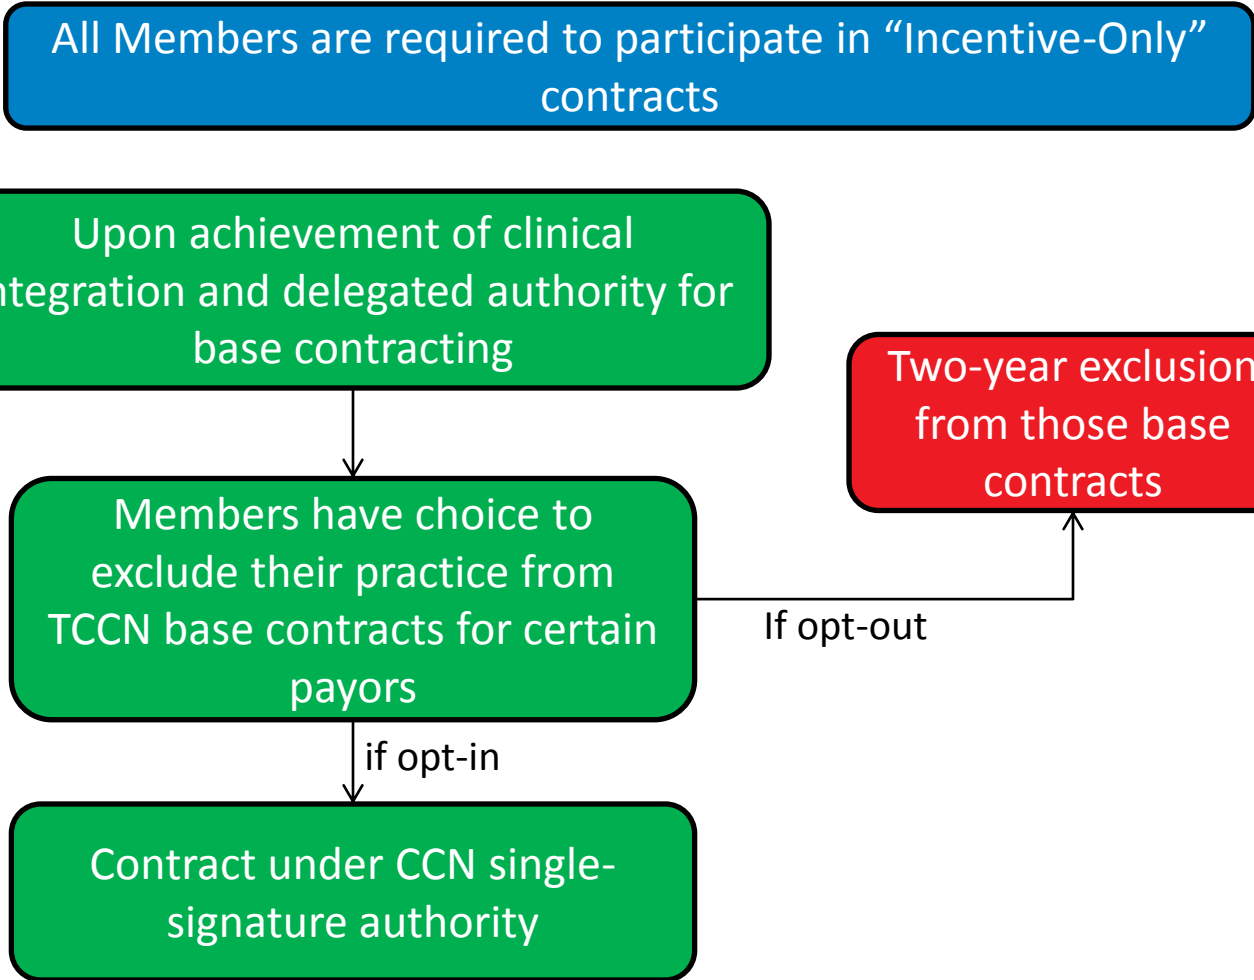 All Members are required to participate in “Incentive-Only”
contracts
Upon achievement of clinical
ntegration and delegated authority for
base contracting
Two-year exclusion
from those base
contracts
Members have choice to
exclude their practice from
TCCN base contracts for certain
payors
If opt-out
if opt-in
Contract under CCN single-
signature authority